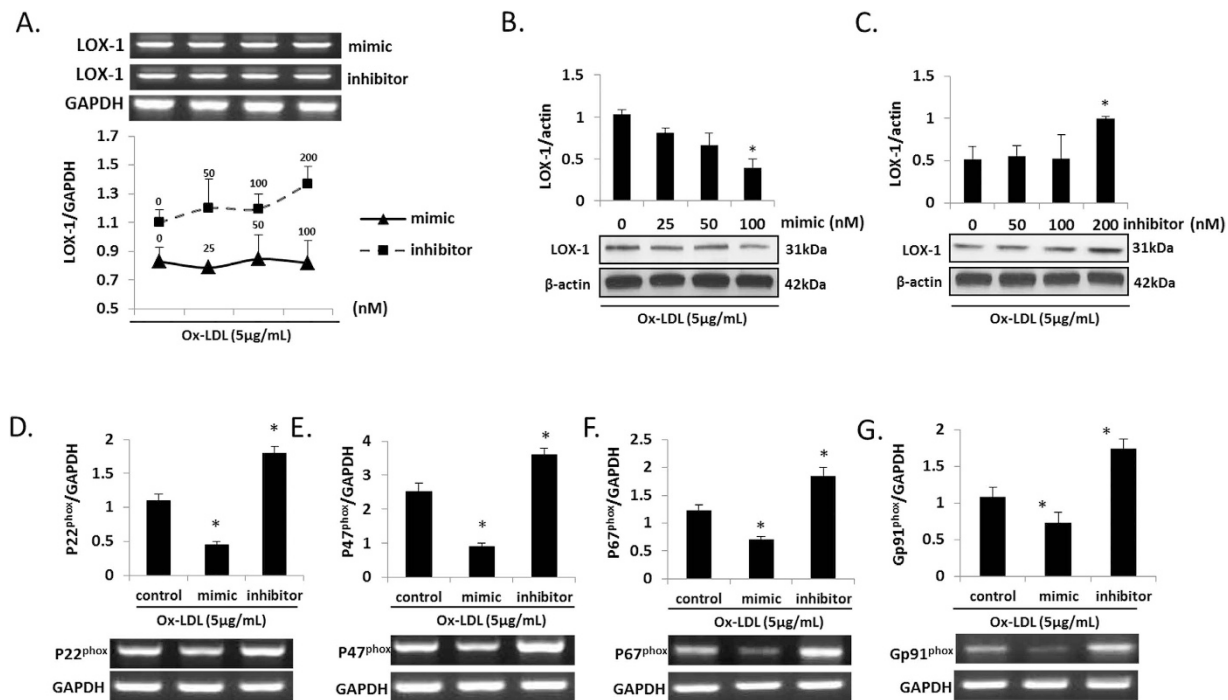 A.
LOX-1 mimic
LOX-1 inhibitor
GAPDH
LOX-1/GAPDH
1.7
1.5
1.3
1.1
0.9
0.7
0.5
0 50 100 200
0 25 50 100
mimic
inhibitor
(nM)
Ox-LDL (5µg/mL)
B.
LOX-1/actin
1.5
1
0.5
0
*
0 25 50 100 mimic (nM)
LOX-1 31kDa
β-actin 42kDa
Ox-LDL (5µg/mL)
C.
LOX-1/actin
1.5
1
0.5
0
*
0 50 100 200 inhibitor (nM)
LOX-1 31kDa
β-actin 42kDa
Ox-LDL (5µg/mL)
D.
P22phox/GAPDH
2
1.5
1
0.5
0
* *
control mimic inhibitor
Ox-LDL (5µg/mL)
P22phox
GAPDH
E.
P47phox/GAPDH
4
3
2
1
0
* *
control mimic inhibitor
Ox-LDL (5µg/mL)
P47phox
GAPDH
F.
P67phox/GAPDH
2.5
2
1.5
1
0.5
0
* *
control mimic inhibitor
Ox-LDL (5µg/mL)
P67phox
GAPDH
G.
Gp91phox/GAPDH
2
1.5
1
0.5
0
* *
control mimic inhibitor
Ox-LDL (5µg/mL)
Gp91phox
GAPDH